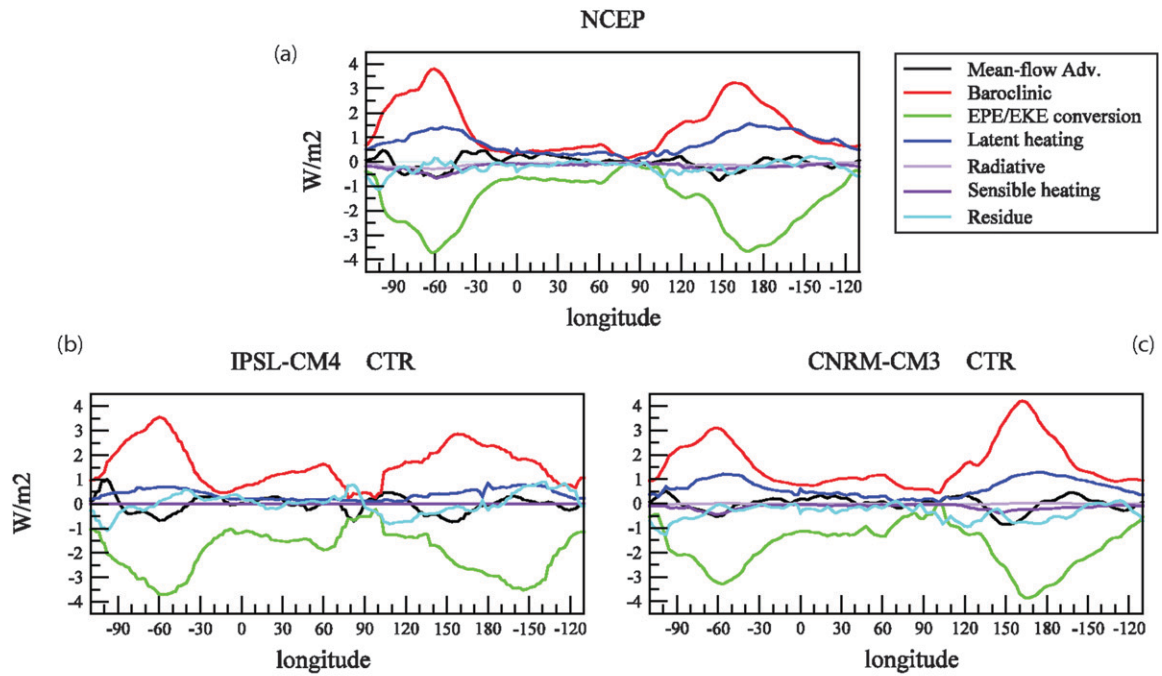 NCEP
(a)
4
3
2
1
0
-1
-2
-3
-4
W/m2
-90 -60 -30 0 30 60 90 120 150 180 -150 -120
longitude
Mean-flow Adv.
Baroclinic
EPE/EKE conversion
Latent heating
Radiative
Sensible heating
Residue
(b)
IPSL-CM4 CTR
4
3
2
1
0
-1
-2
-3
-4
W/m2
-90 -60 -30 0 30 60 90 120 150 180 -150 -120
longitude
(c)
CNRM-CM3 CTR
4
3
2
1
0
-1
-2
-3
-4
-90 -60 -30 0 30 60 90 120 150 180 -150 -120
longitude